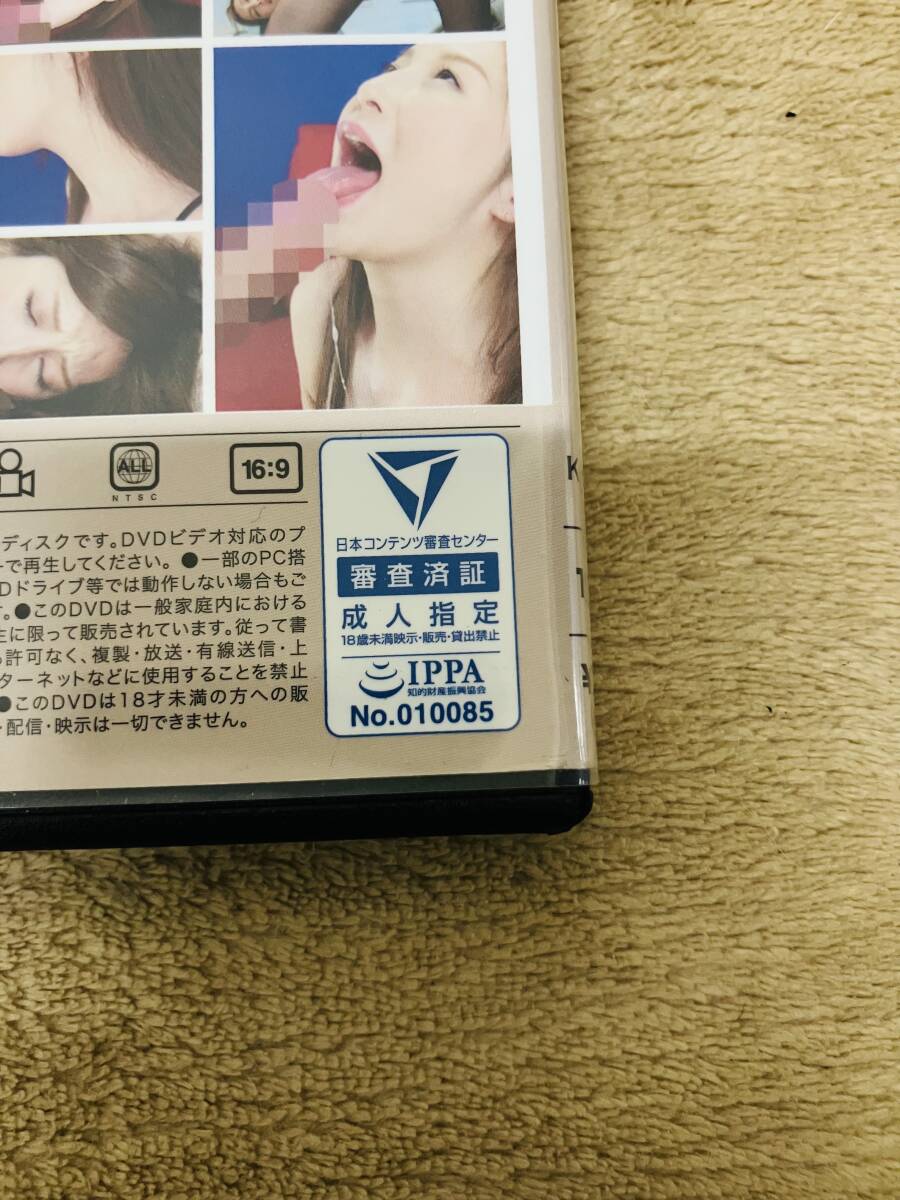 ALL
NTSC
16:9
ディスクです。DVDビデオ対応のプ
ーで再生してください。●一部のPC搭
Dドライブ等では動作しない場合もご
す。●このDVDは一般家庭内における
生に限って販売されています。従って書
許可なく、複製・放送・有線送信・上
ターネットなどに使用することを禁止
●このDVDは18才未満の方への販
・配信・映示は一切できません。
日本コンテンツ審査センター
審査済証
成人指定
18歳未満映示・販売・貸出禁止
IPPA
知的財産振興協会
No.010085
K